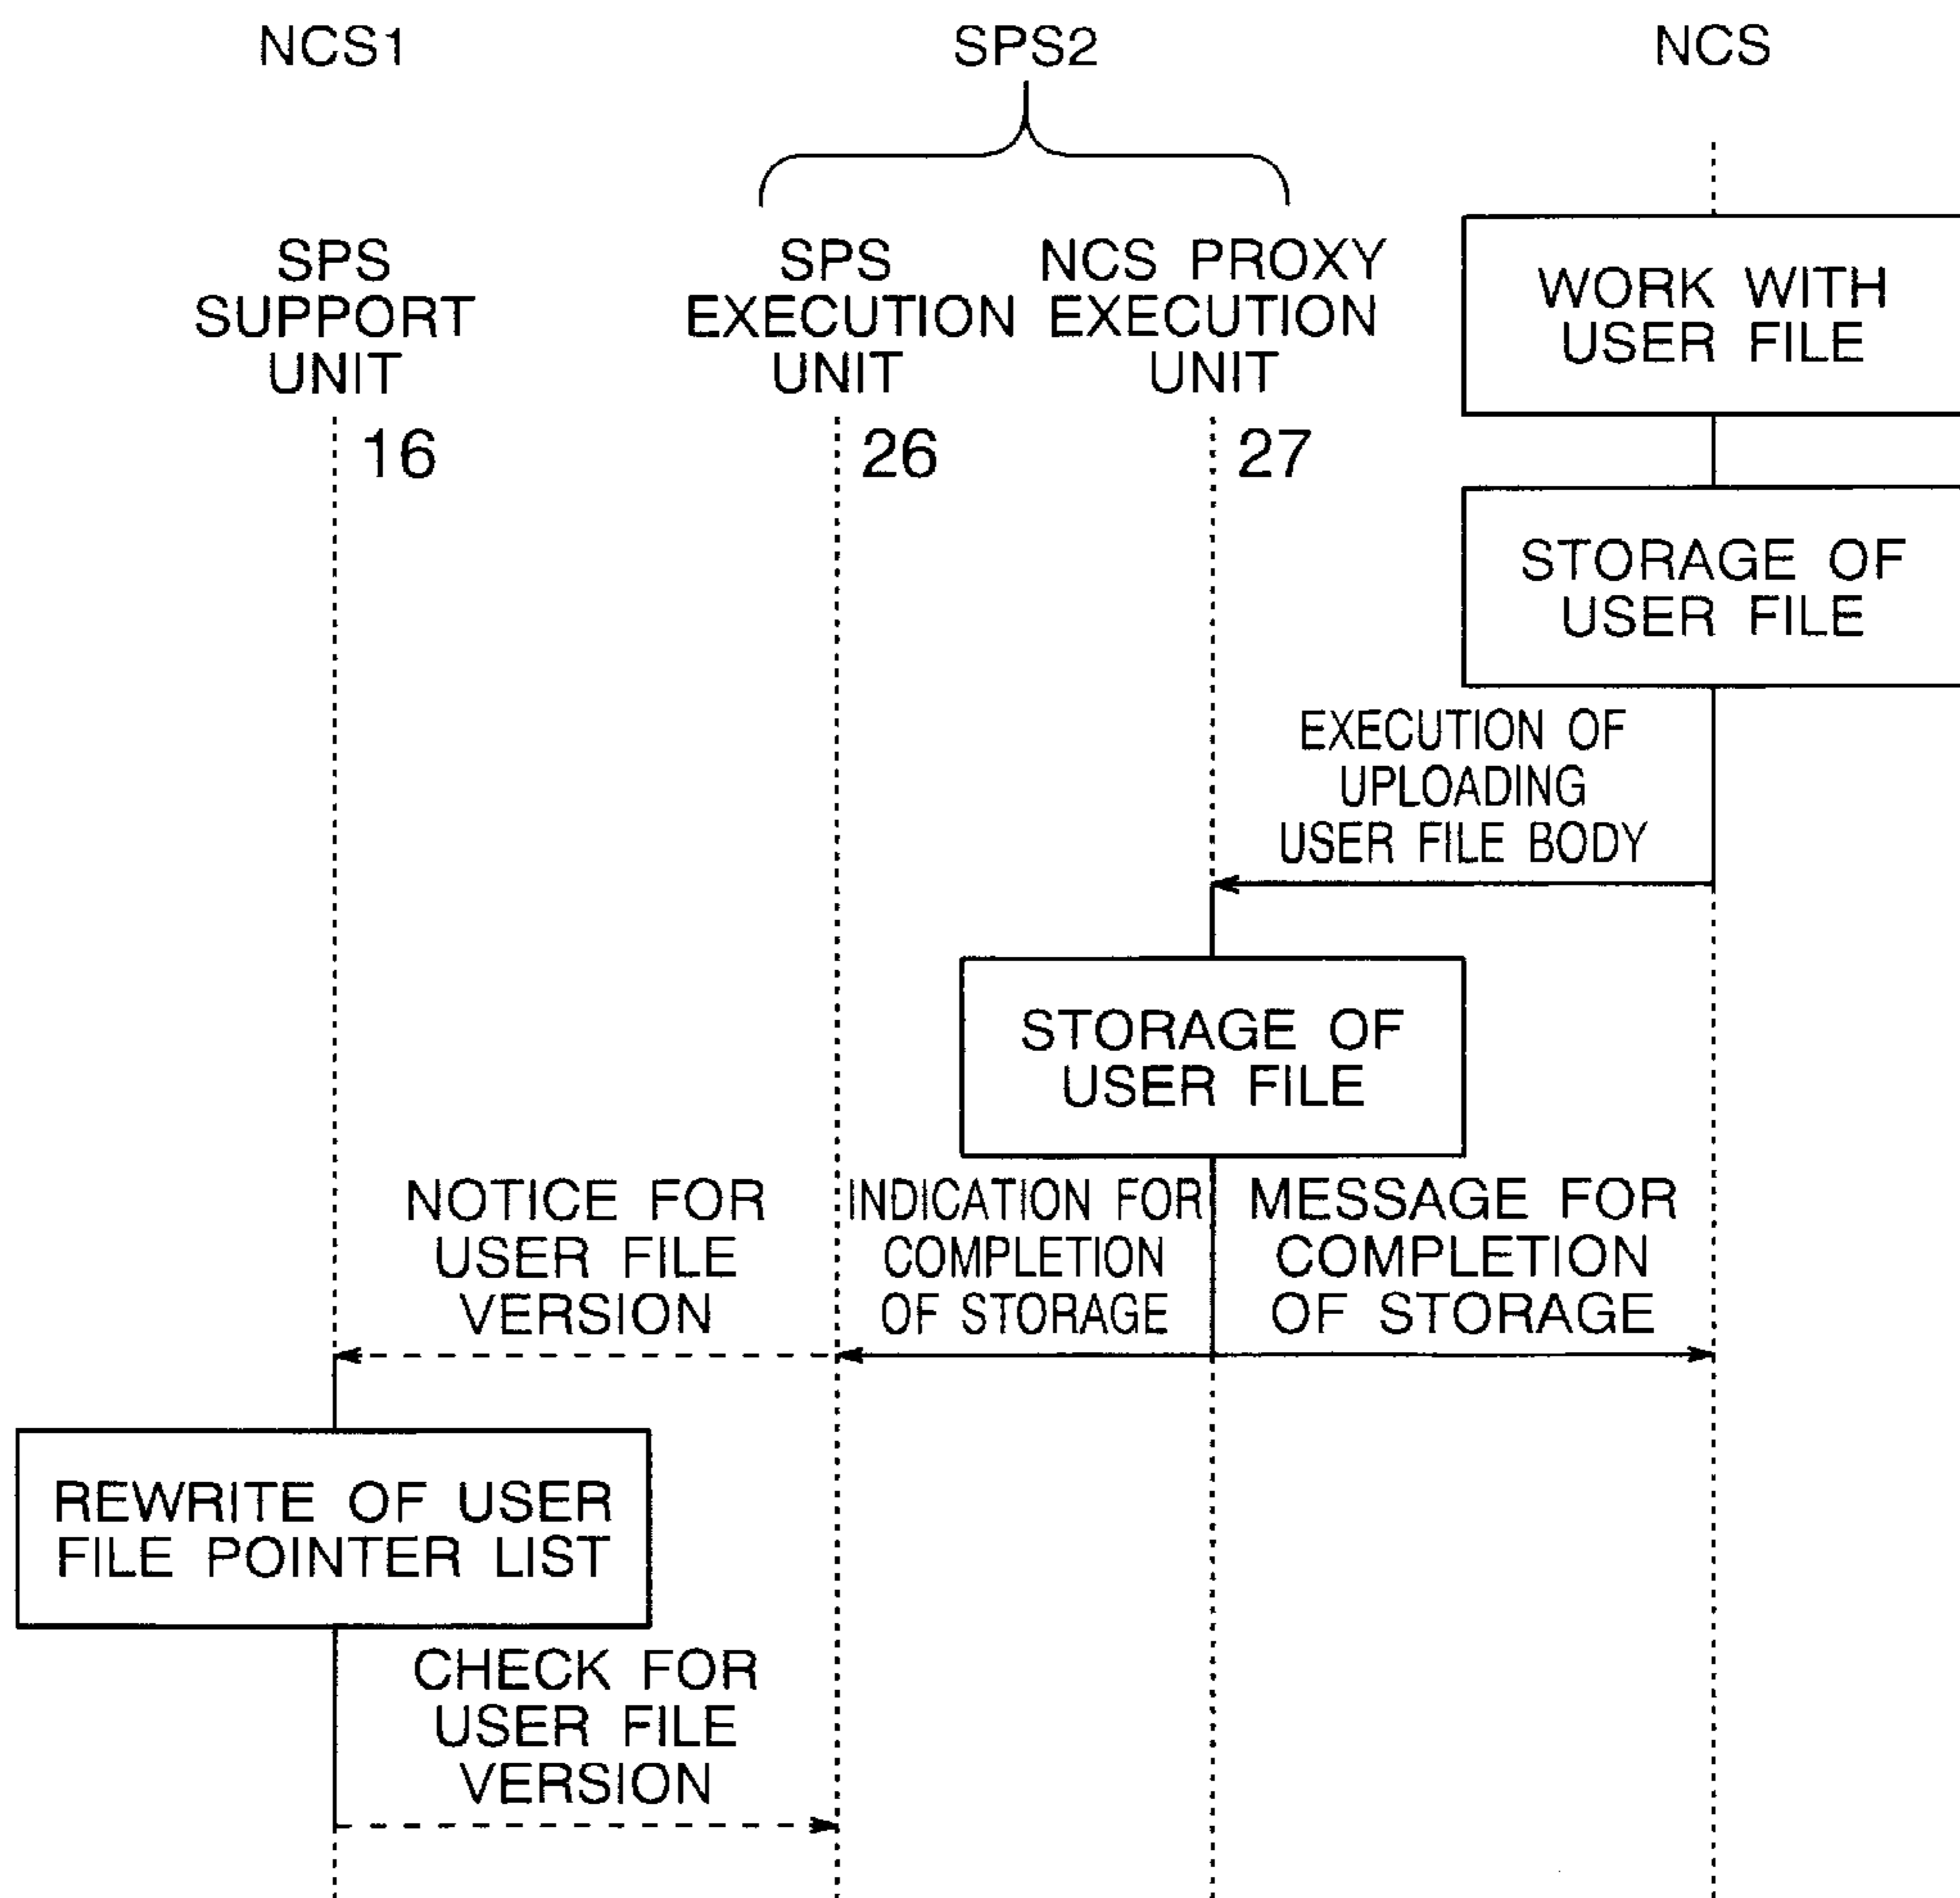 NCS1
SPS2
NCS
SPS
SUPPORT
UNIT
16
SPS
EXECUTION
UNIT
26
NCS PROXY
EXECUTION
UNIT
27
WORK WITH
USER FILE
STORAGE OF
USER FILE
EXECUTION OF
UPLOADING
USER FILE BODY
STORAGE OF
USER FILE
NOTICE FOR
USER FILE
VERSION
INDICATION FOR
COMPLETION
OF STORAGE
MESSAGE FOR
COMPLETION
OF STORAGE
REWRITE OF USER
FILE POINTER LIST
CHECK FOR
USER FILE
VERSION